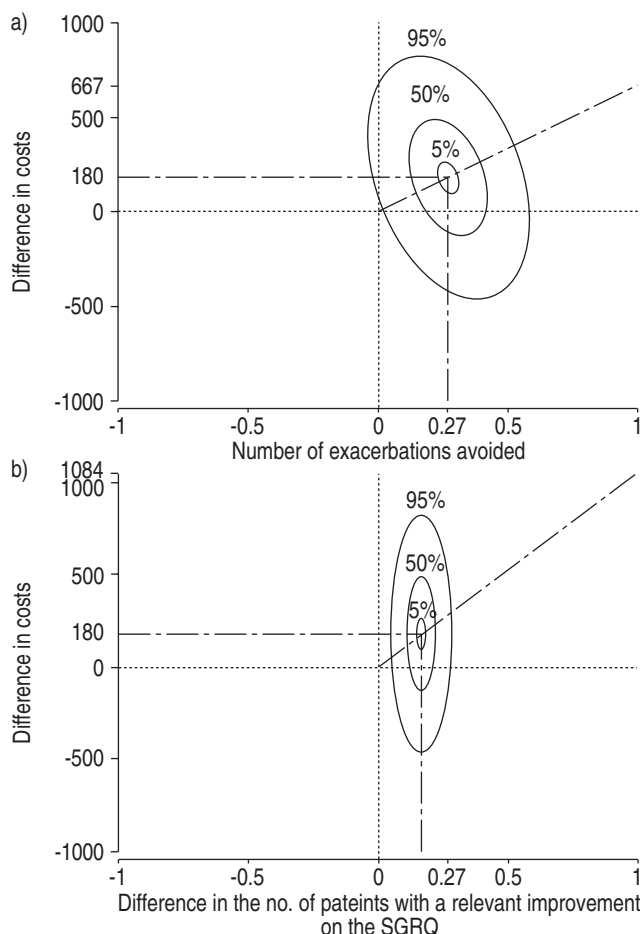 a)
1000
95%
667
50%
500
5%
180
0
-500
-1000
Difference in costs
-1 -0.5 0 0.27 0.5 1
Number of exacerbations avoided
b)
1084
1000
95%
500
50%
5%
180
0
-500
-1000
Difference in costs
-1 -0.5 0 0.27 0.5 1
Difference in the no. of pateints with a relevant improvement
on the SGRQ